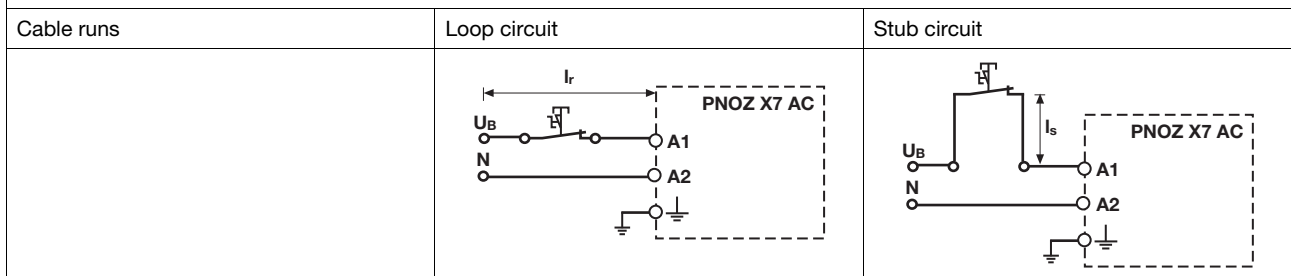 Cable runs
Loop circuit
Stub circuit
lr
PNOZ X7 AC
UB
A1
N
A2
ls
PNOZ X7 AC
UB
A1
N
A2